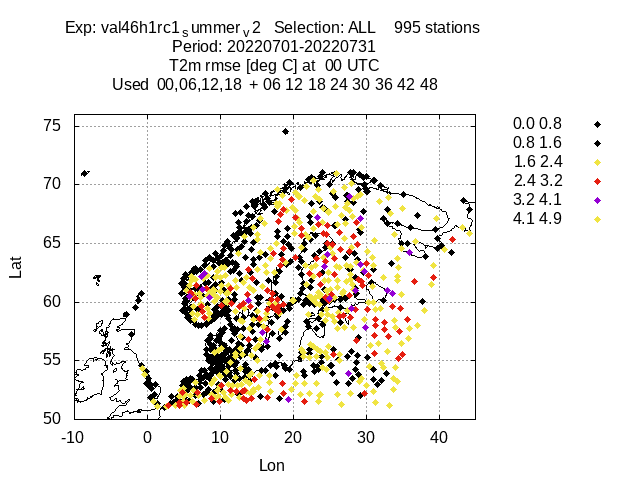 Exp: val46h1rc1summerv2 Selection: ALL 995 stations
Period: 20220701-20220731
T2m rmse [deg C] at 00 UTC
Used 00,06,12,18 + 06 12 18 24 30 36 42 48
0.0 0.8
0.8 1.6
1.6 2.4
2.4 3.2
3.2 4.1
4.1 4.9
Lat
75
70
65
60
55
50
-10 0 10 20 30 40
Lon